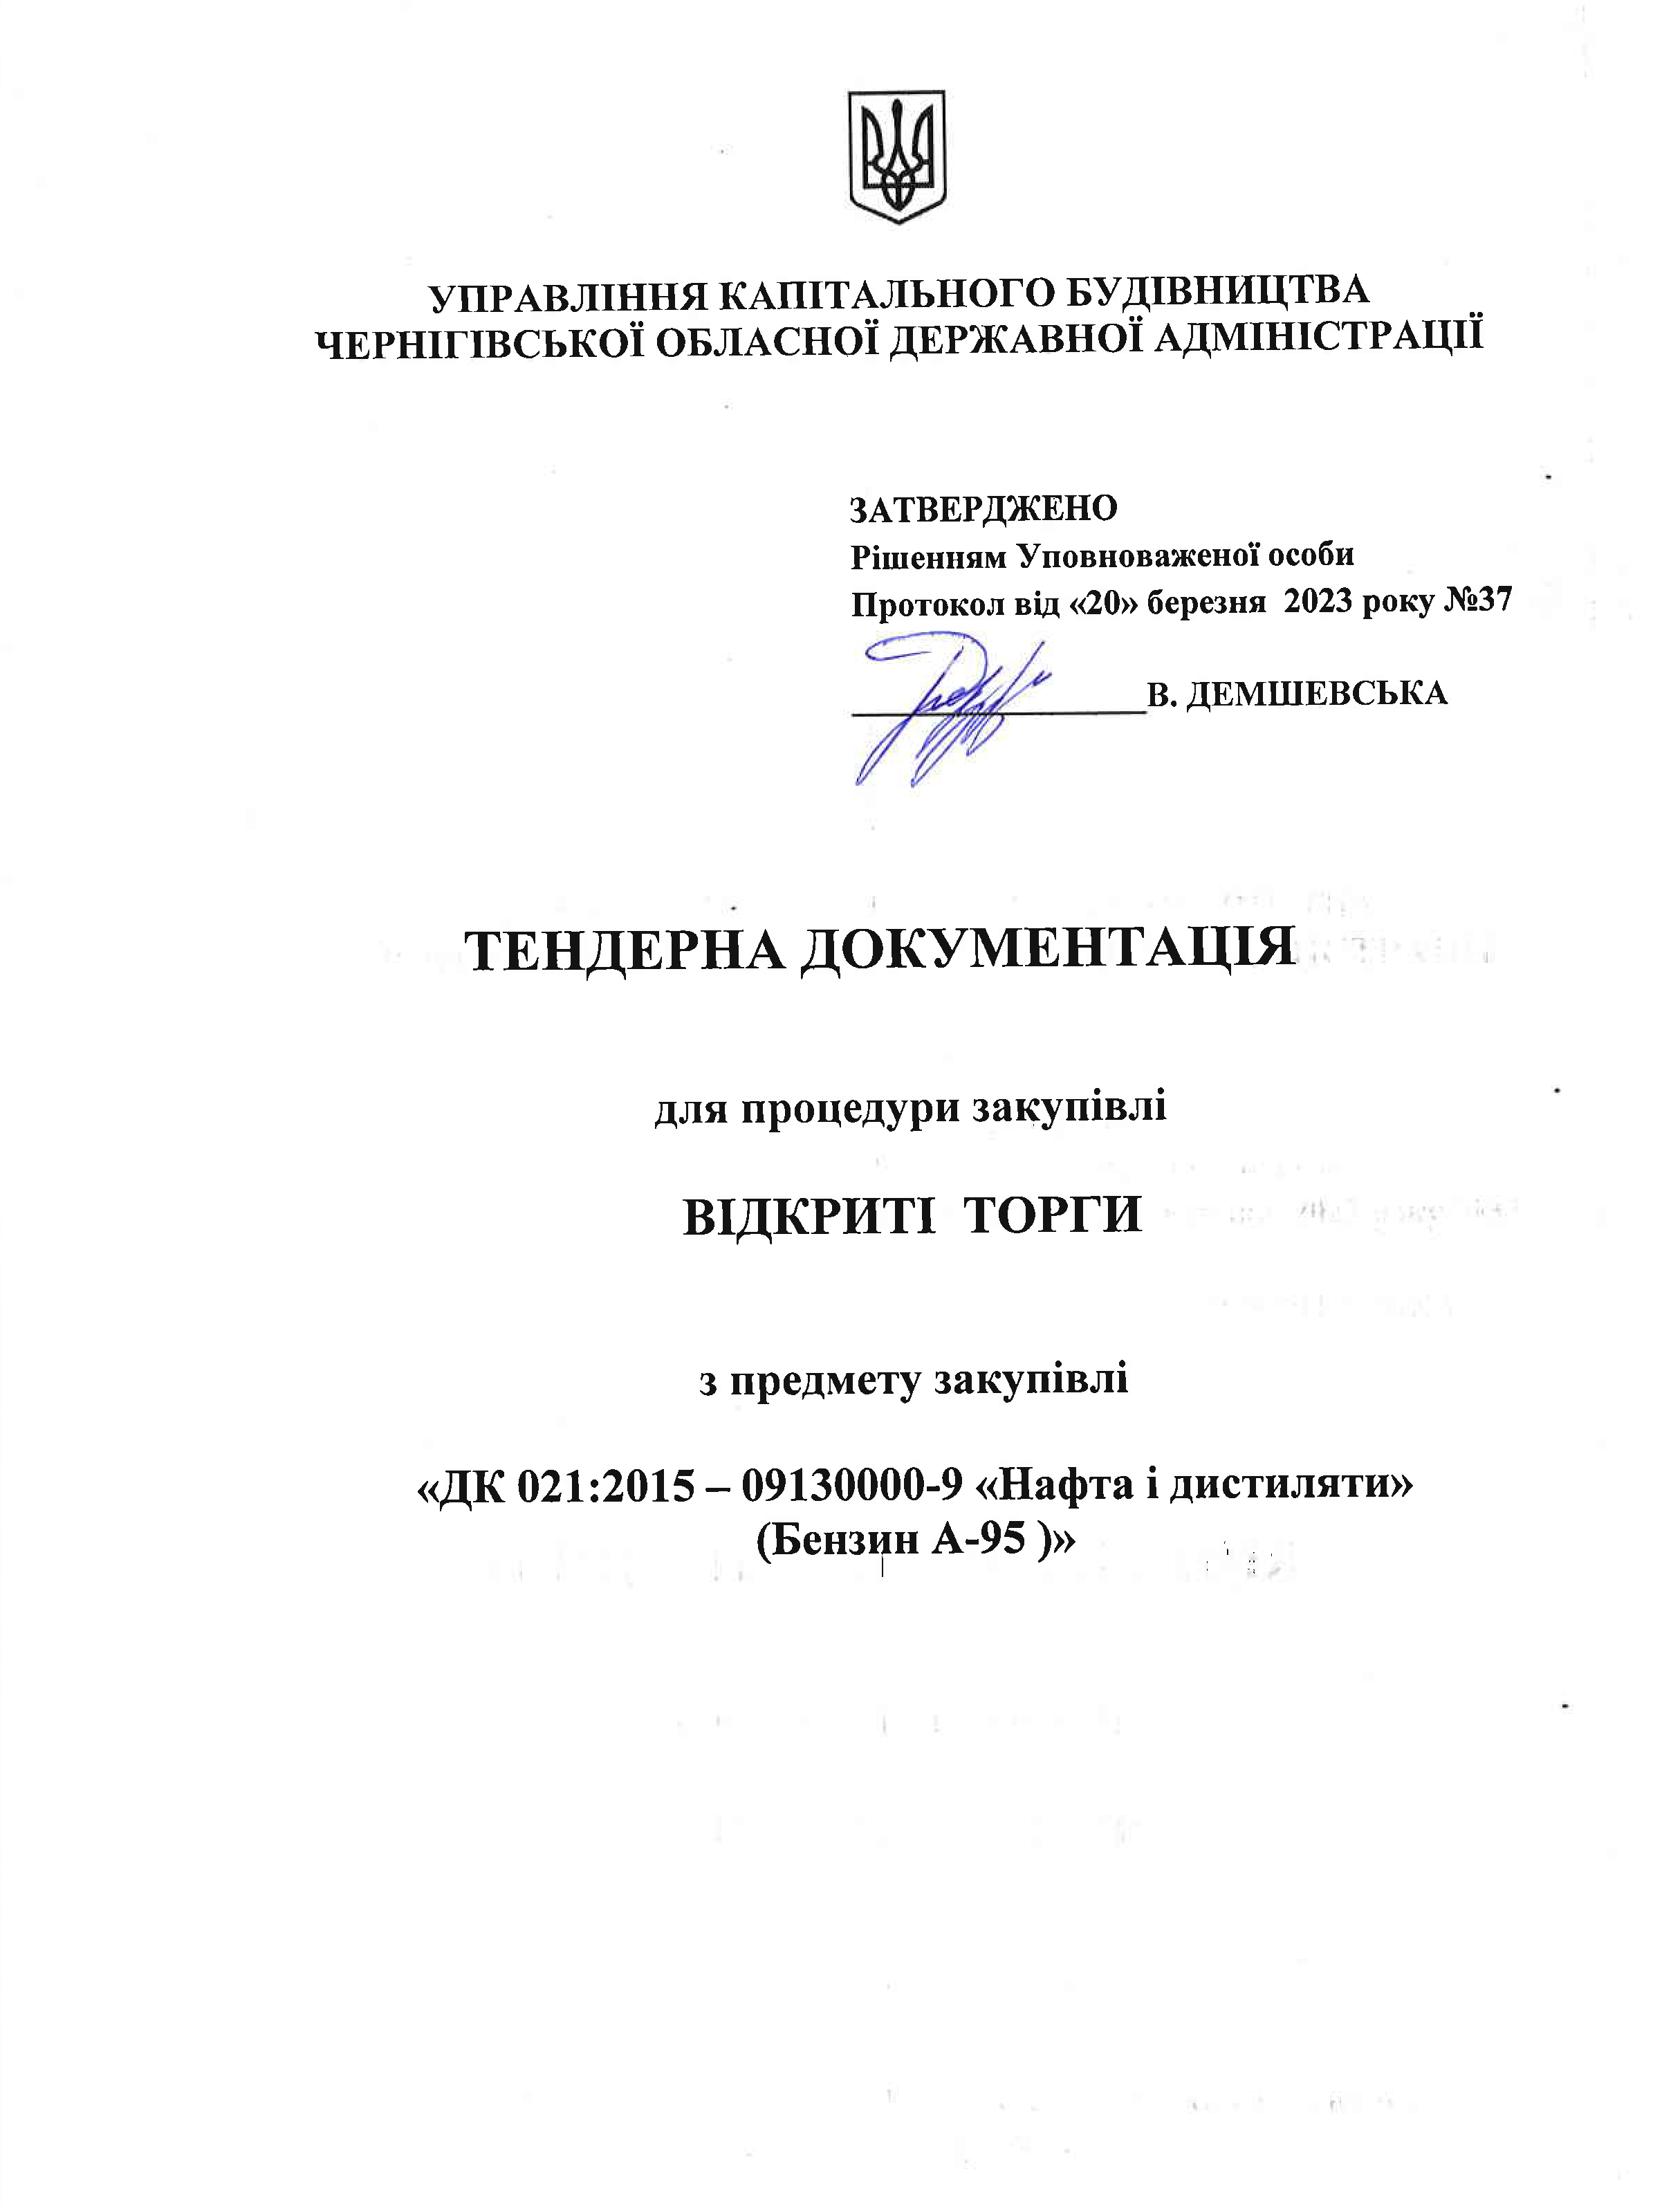 УПРАВЛІННЯ КАПІТАЛЬНОГО БУДІВНИЦТВА
ЧЕРНІГІВСЬКОЇ ОБЛАСНОЇ ДЕРЖАВНОЇ АДМІНІСТРАЦІЇ
ЗАТВЕРДЖЕНО
Рішенням Уповноваженої особи
Протокол від «20» березня 2023 року №37
В. ДЕМШЕВСЬКА
ТЕНДЕРНА ДОКУМЕНТАЦІЯ
для процедури закупівлі
ВІДКРИТІ ТОРГИ
з предмету закупівлі
«ДК 021:2015 – 09130000-9 «Нафта і дистиляти»
(Бензин А-95 )»